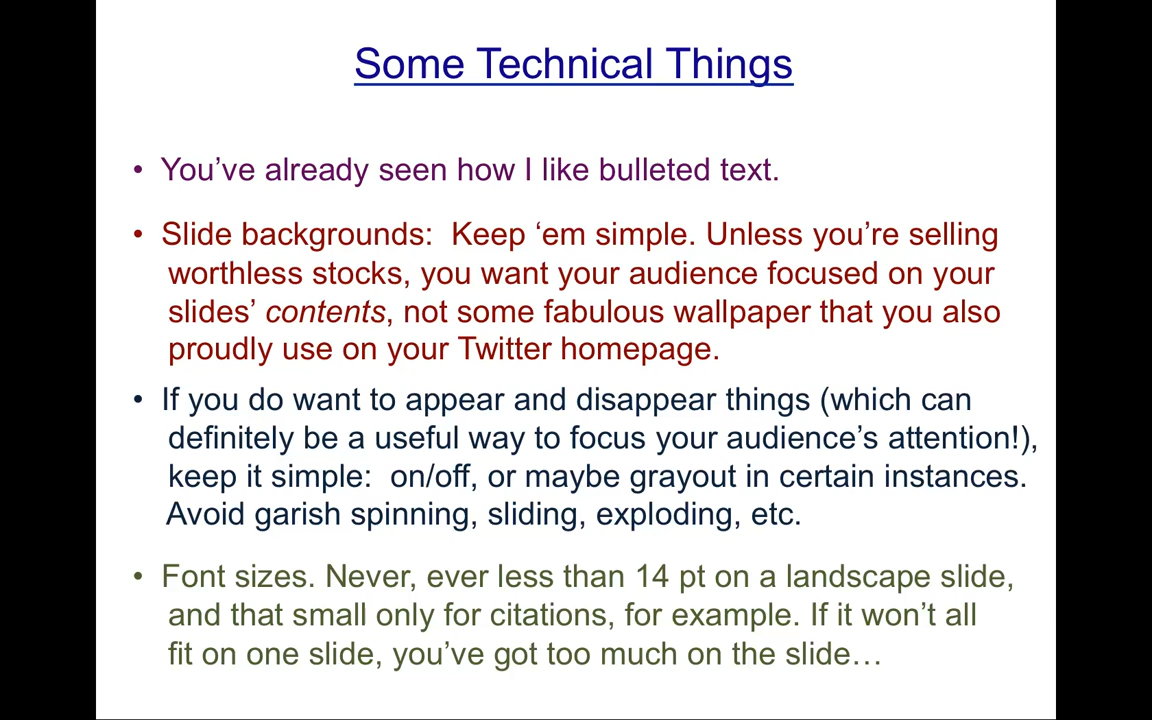 Some Technical Things
• You’ve already seen how I like bulleted text.
• Slide backgrounds:  Keep ‘em simple. Unless you’re selling
worthless stocks, you want your audience focused on your
slides’ contents, not some fabulous wallpaper that you also
proudly use on your Twitter homepage.
• If you do want to appear and disappear things (which can
definitely be a useful way to focus your audience’s attention!),
keep it simple:  on/off, or maybe grayout in certain instances.
Avoid garish spinning, sliding, exploding, etc.
• Font sizes. Never, ever less than 14 pt on a landscape slide,
and that small only for citations, for example. If it won’t all
fit on one slide, you’ve got too much on the slide…